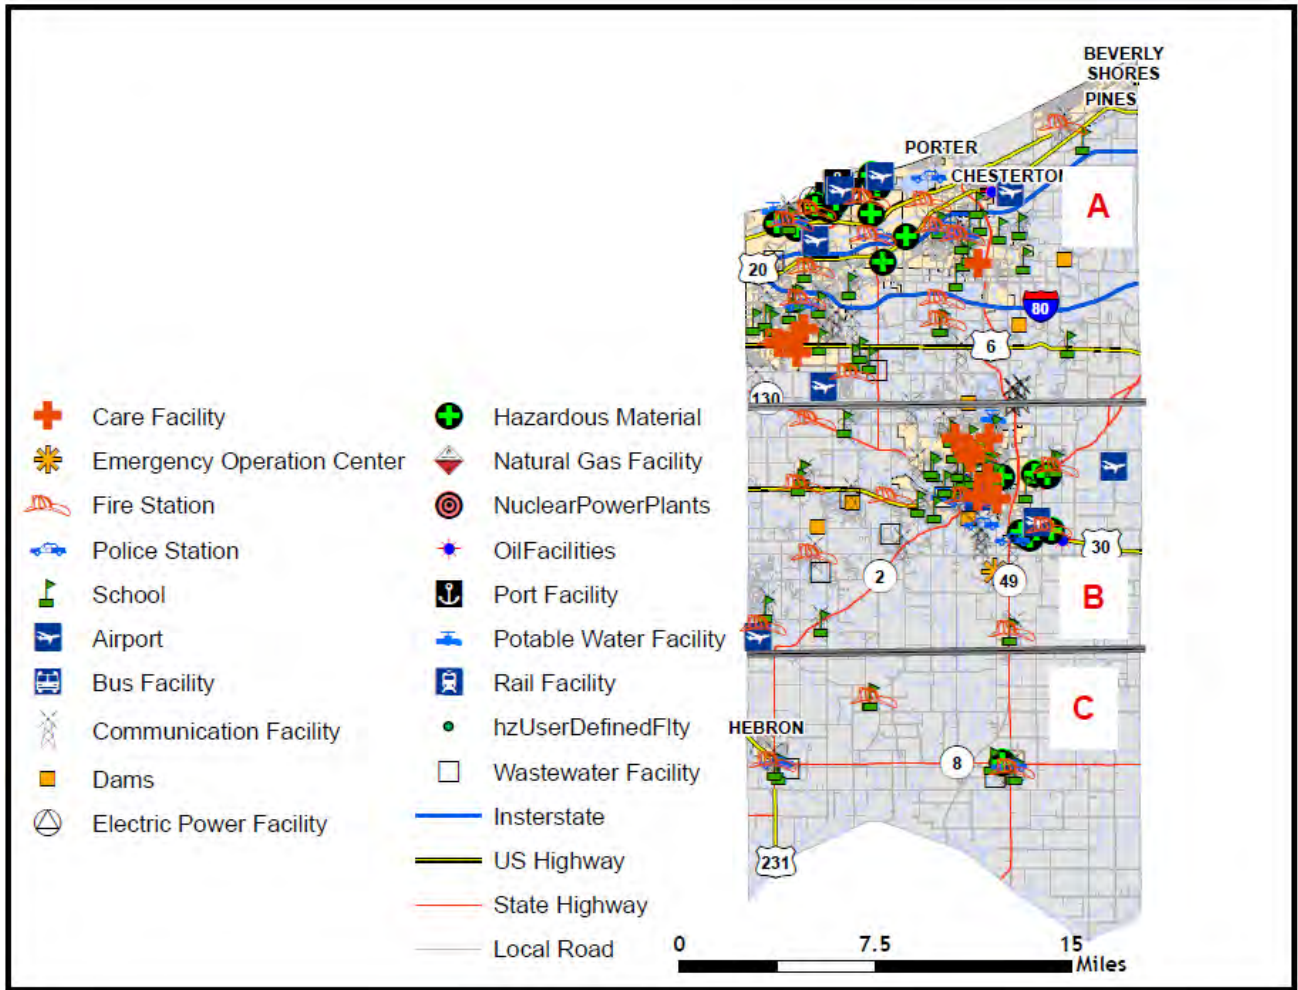 BEVERLY
SHORES
PINES
PORTER
CHESTERTON
A
20
80
6
130
Care Facility
Emergency Operation Center
Fire Station
Police Station
School
Airport
Bus Facility
Communication Facility
Dams
Electric Power Facility
Hazardous Material
Natural Gas Facility
NuclearPowerPlants
OilFacilities
Port Facility
Potable Water Facility
Rail Facility
hzUserDefinedFlty
Wastewater Facility
Insterstate
US Highway
State Highway
Local Road
30
2
49
B
C
HEBRON
8
231
0 7.5 15
Miles